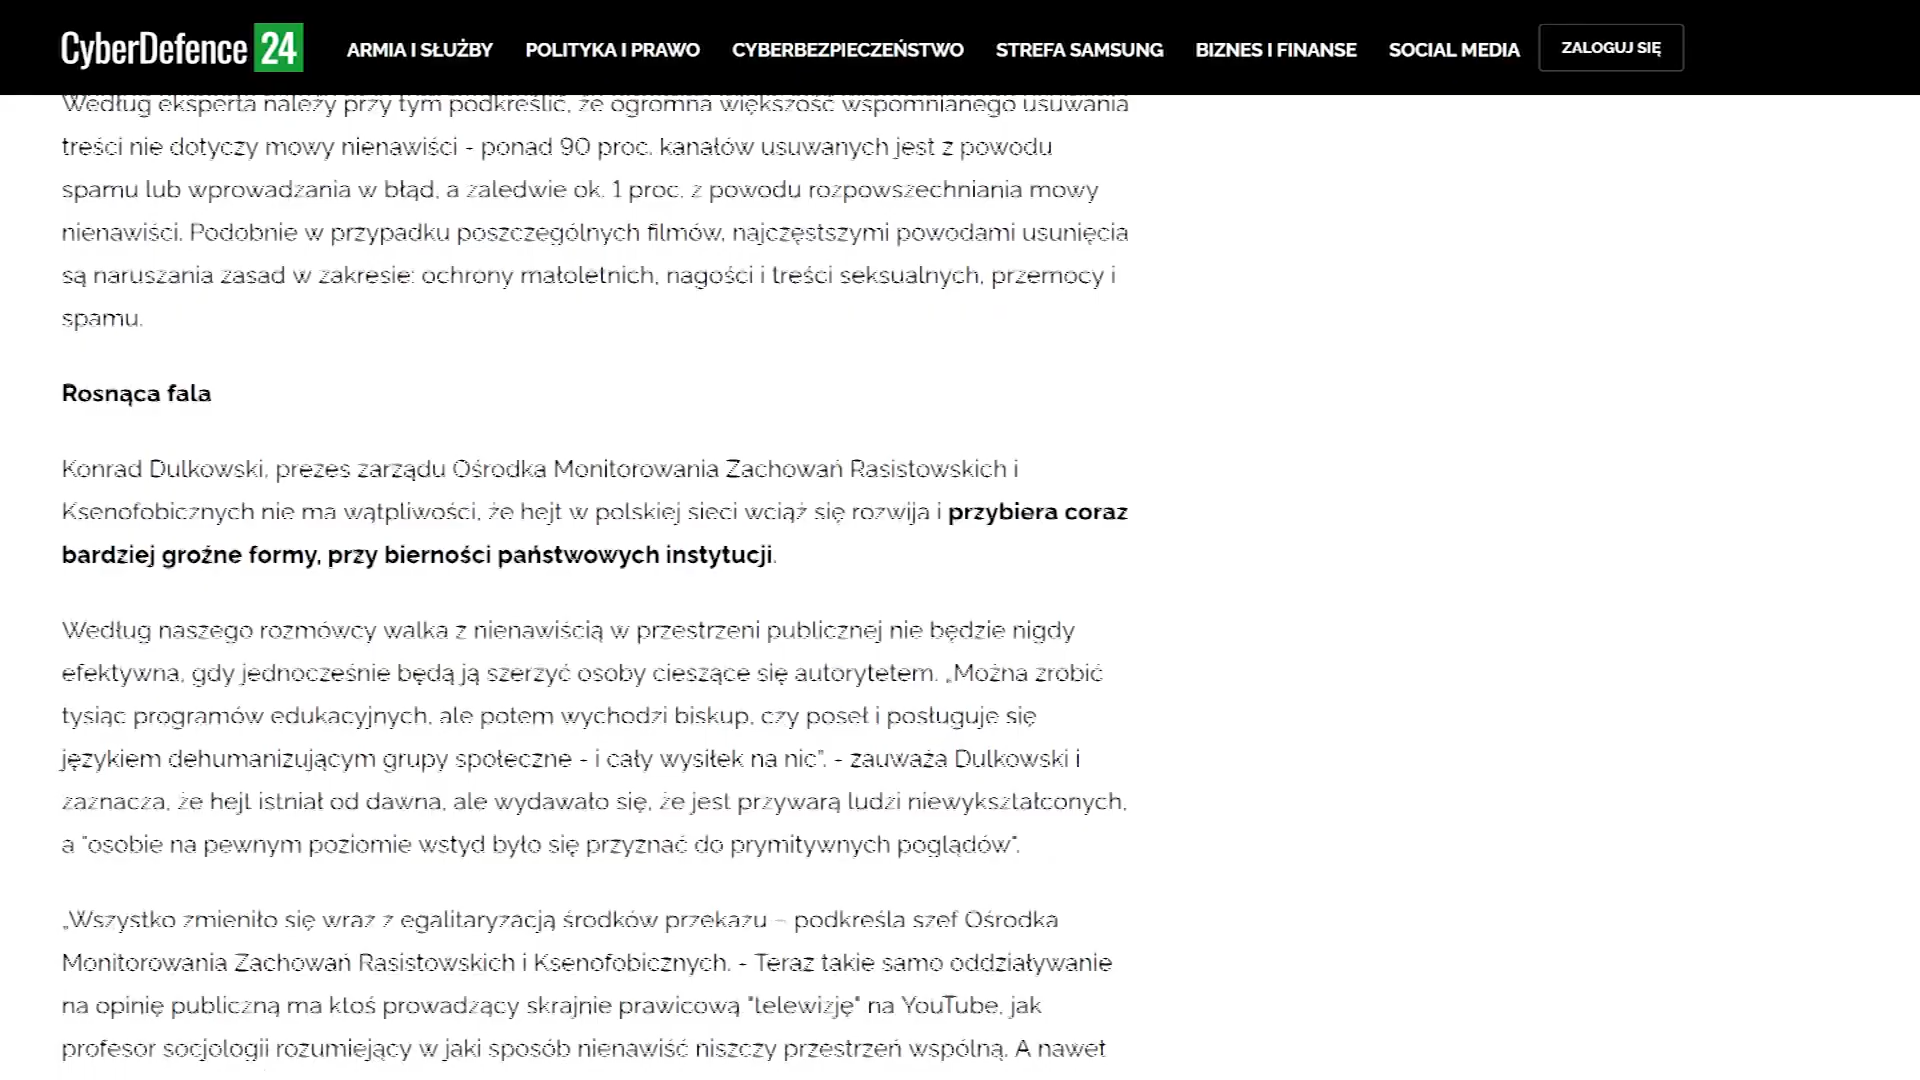 CyberDefence 24
ARMIA I SŁUŻBY
POLITYKA I PRAWO
CYBERBEZPIECZEŃSTWO
STREFA SAMSUNG
BIZNES I FINANSE
SOCIAL MEDIA
ZALOGUJ SIĘ
Według eksperta należy przy tym podkreślić, że ogromna większość wspomnianego usuwania
treści nie dotyczy mowy nienawiści - ponad 90 proc. kanałów usuwanych jest z powodu
spamu lub wprowadzania w błąd, a zaledwie ok. 1 proc. z powodu rozpowszechniania mowy
nienawiści. Podobnie w przypadku poszczególnych filmów, najczęstszymi powodami usunięcia
są naruszania zasad w zakresie: ochrony małoletnich, nagości i treści seksualnych, przemocy i
spamu.
Rosnąca fala
Konrad Dulkowski, prezes zarządu Ośrodka Monitorowania Zachowań Rasistowskich i
Ksenofobicznych nie ma wątpliwości, że hejt w polskiej sieci wciąż się rozwija i przybiera coraz
bardziej groźne formy, przy bierności państwowych instytucji.
Według naszego rozmówcy walka z nienawiścią w przestrzeni publicznej nie będzie nigdy
efektywna, gdy jednocześnie będą ją szerzyć osoby cieszące się autorytetem. „Można zrobić
tysiąc programów edukacyjnych, ale potem wychodzi biskup, czy poseł i posługuje się
językiem dehumanizującym grupy społeczne - i cały wysiłek na nic”. - zauważa Dulkowski i
zaznacza, że hejt istniał od dawna, ale wydawało się, że jest przywarą ludzi niewykształconych,
a "osobie na pewnym poziomie wstyd było się przyznać do prymitywnych poglądów".
„Wszystko zmieniło się wraz z egalitaryzacją środków przekazu – podkreśla szef Ośrodka
Monitorowania Zachowań Rasistowskich i Ksenofobicznych. - Teraz takie samo oddziaływanie
na opinię publiczną ma ktoś prowadzący skrajnie prawicową "telewizję" na YouTube, jak
profesor socjologii rozumiejący w jaki sposób nienawiść niszczy przestrzeń wspólną. A nawet